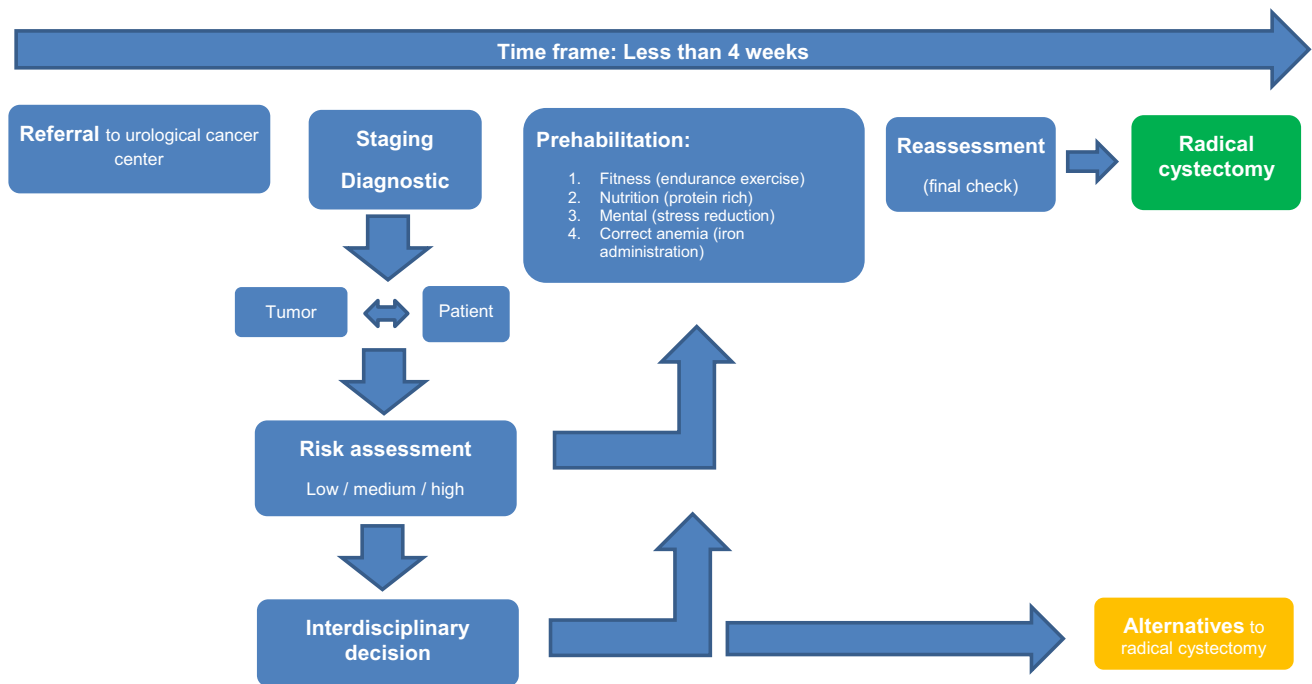 Time frame: Less than 4 weeks
Referral to urological cancer
center
Staging
Diagnostic
Prehabilitation:
1. Fitness (endurance exercise)
2. Nutrition (protein rich)
3. Mental (stress reduction)
4. Correct anemia (iron
administration)
Reassessment
(final check)
Radical
cystectomy
Tumor
Patient
Risk assessment
Low / medium / high
Interdisciplinary
decision
Alternatives to
radical cystectomy